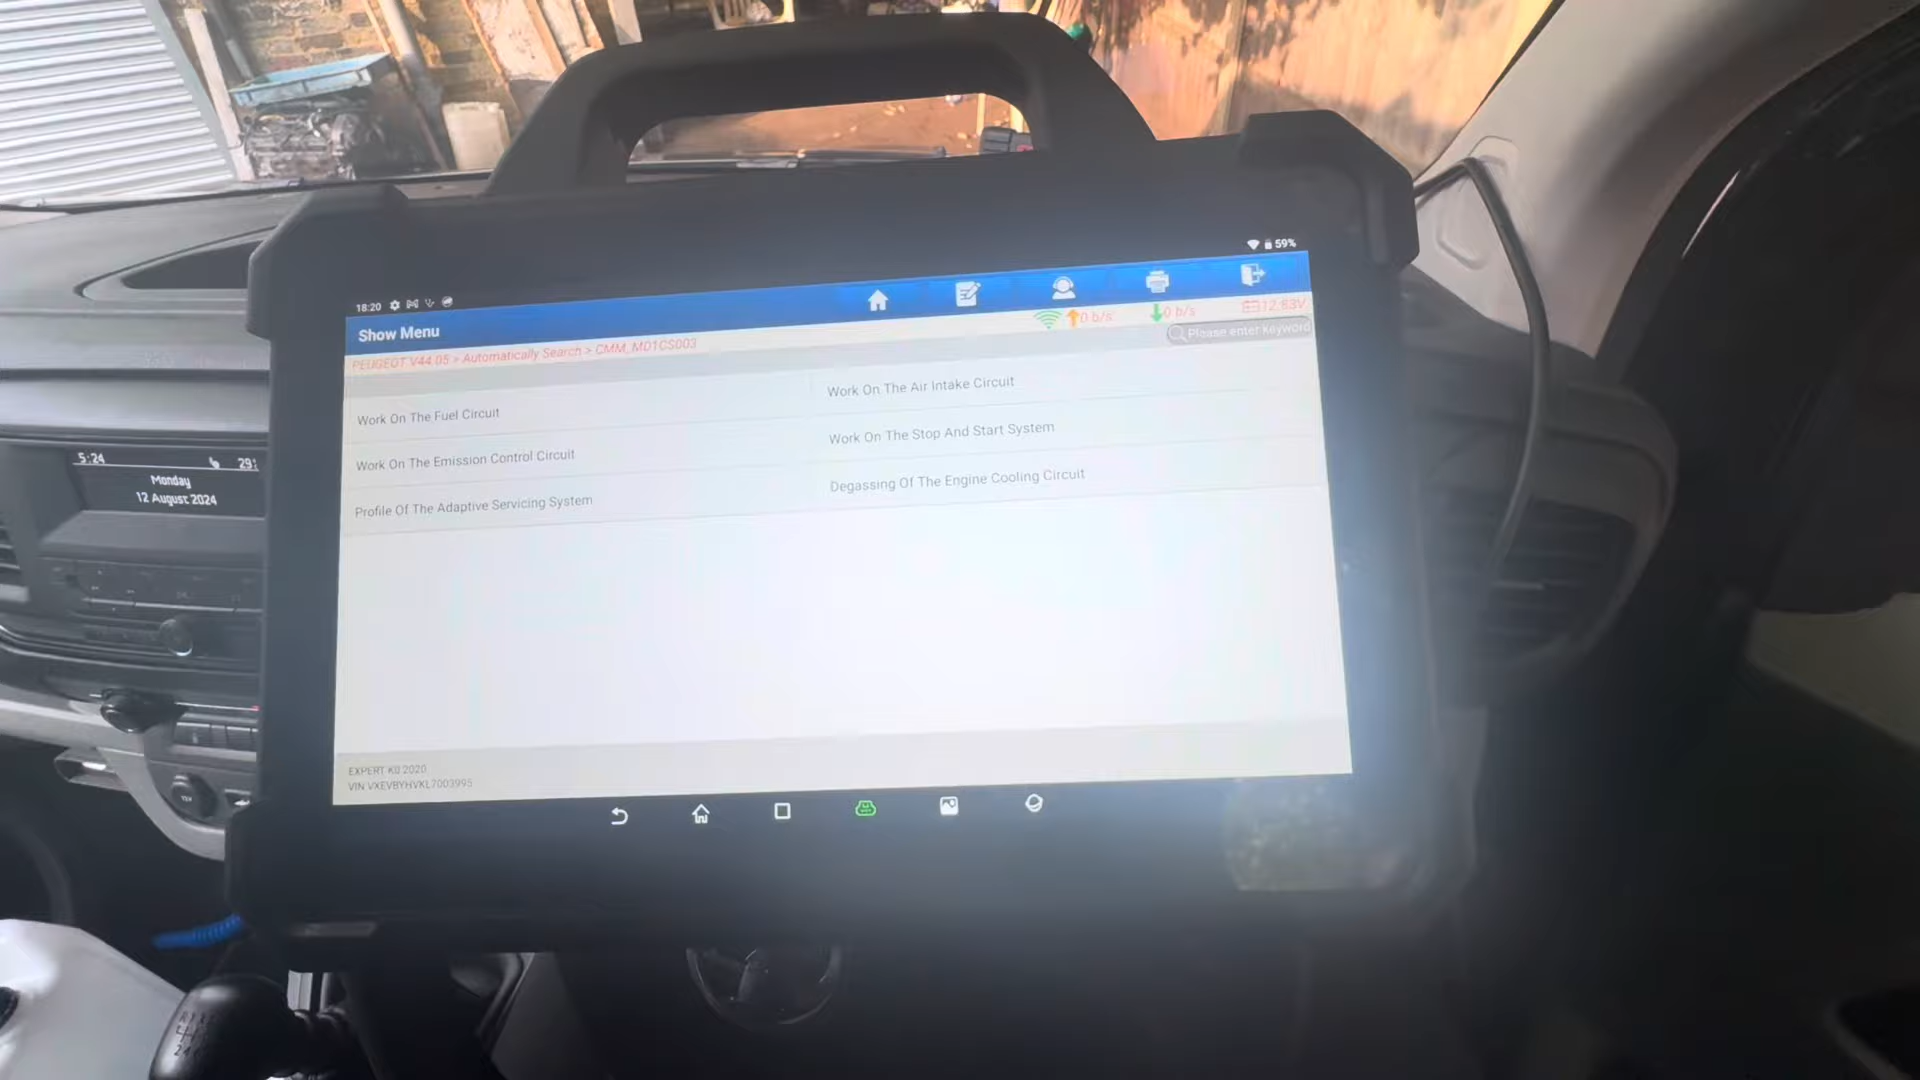 18:20
59%
Show Menu
0 b/s
0 b/s
12.63V
PEUGEOT V44.05 > Automatically Search > CMM_MD1CS003
Please enter keyword
Work On The Fuel Circuit
Work On The Air Intake Circuit
Work On The Emission Control Circuit
Work On The Stop And Start System
Profile Of The Adaptive Servicing System
Degassing Of The Engine Cooling Circuit
EXPERT K0 2020
VIN VXEVBYHVKL7003995
5:24
29
Monday
12 August 2024